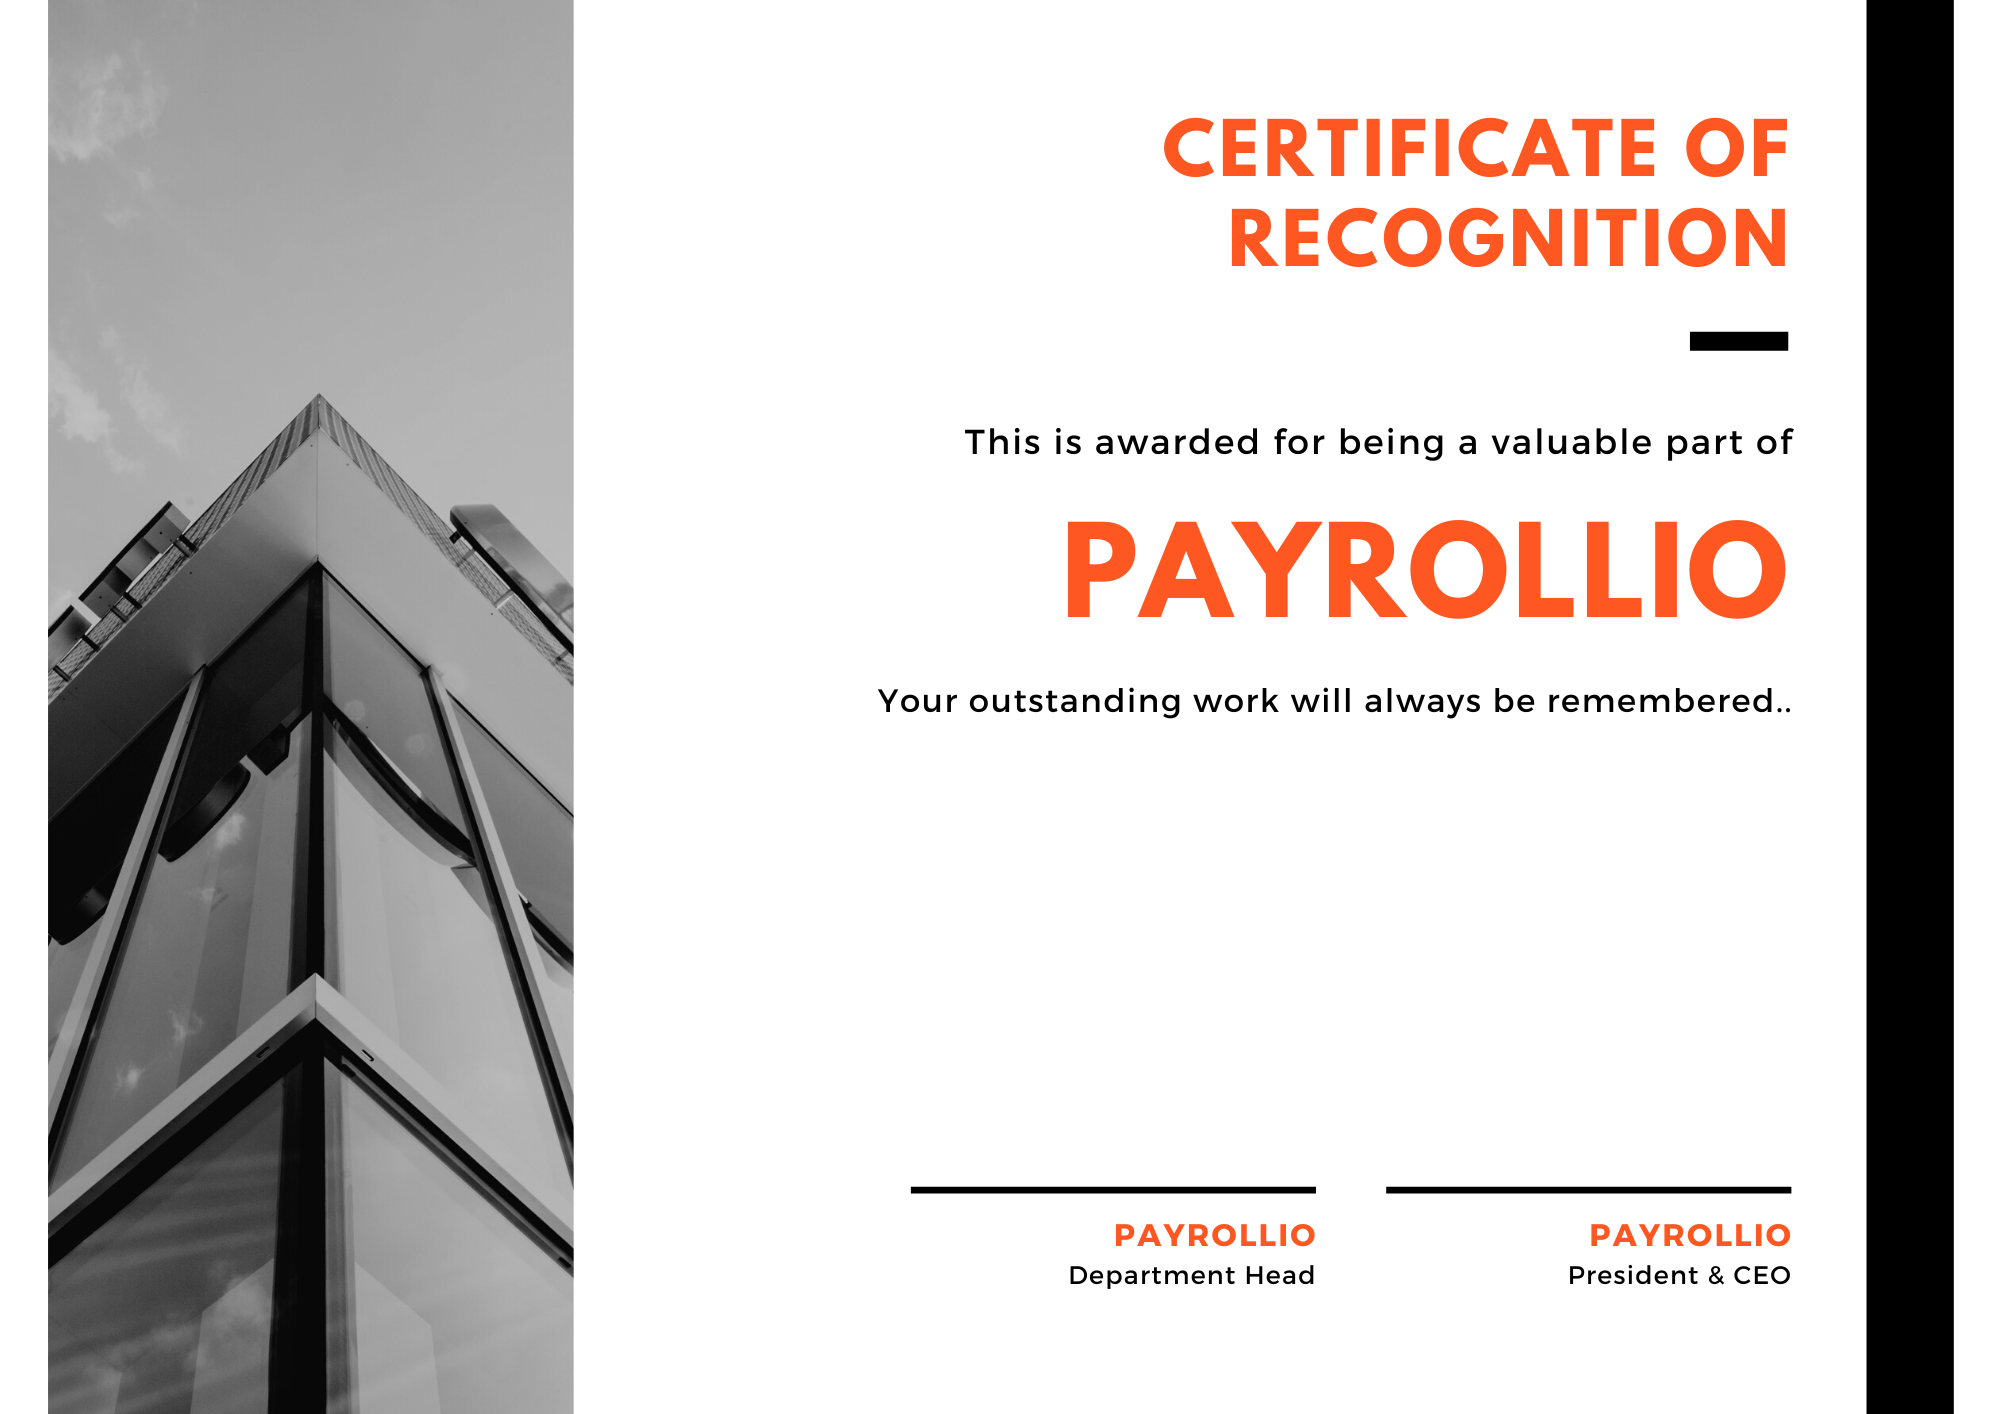 CERTIFICATE OF
RECOGNITION
This is awarded for being a valuable part of
PAYROLLIO
Your outstanding work will always be remembered..
PAYROLLIO
Department Head
PAYROLLIO
President & CEO